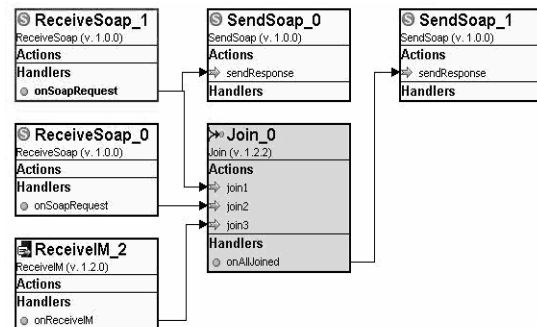 ReceiveSoap_1
ReceiveSoap (v. 1.0.0)
Actions
Handlers
onSoapRequest
SendSoap_0
SendSoap (v. 1.0.0)
Actions
sendResponse
Handlers
SendSoap_1
SendSoap (v. 1.0.0)
Actions
sendResponse
Handlers
ReceiveSoap_0
ReceiveSoap (v. 1.0.0)
Actions
Handlers
onSoapRequest
Join_0
Join (v. 1.2.2)
Actions
join1
join2
join3
Handlers
onAllJoined
ReceiveIM_2
ReceiveIM (v. 1.2.0)
Actions
Handlers
onReceiveIM